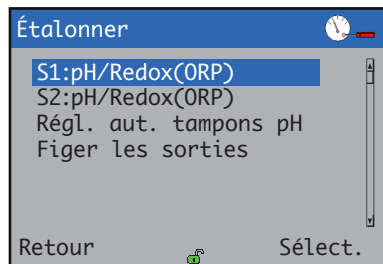 Étalonner
S1:pH/Redox(ORP)
S2:pH/Redox(ORP)
Régl. aut. tampons pH
Figer les sorties
Retour Sélect.